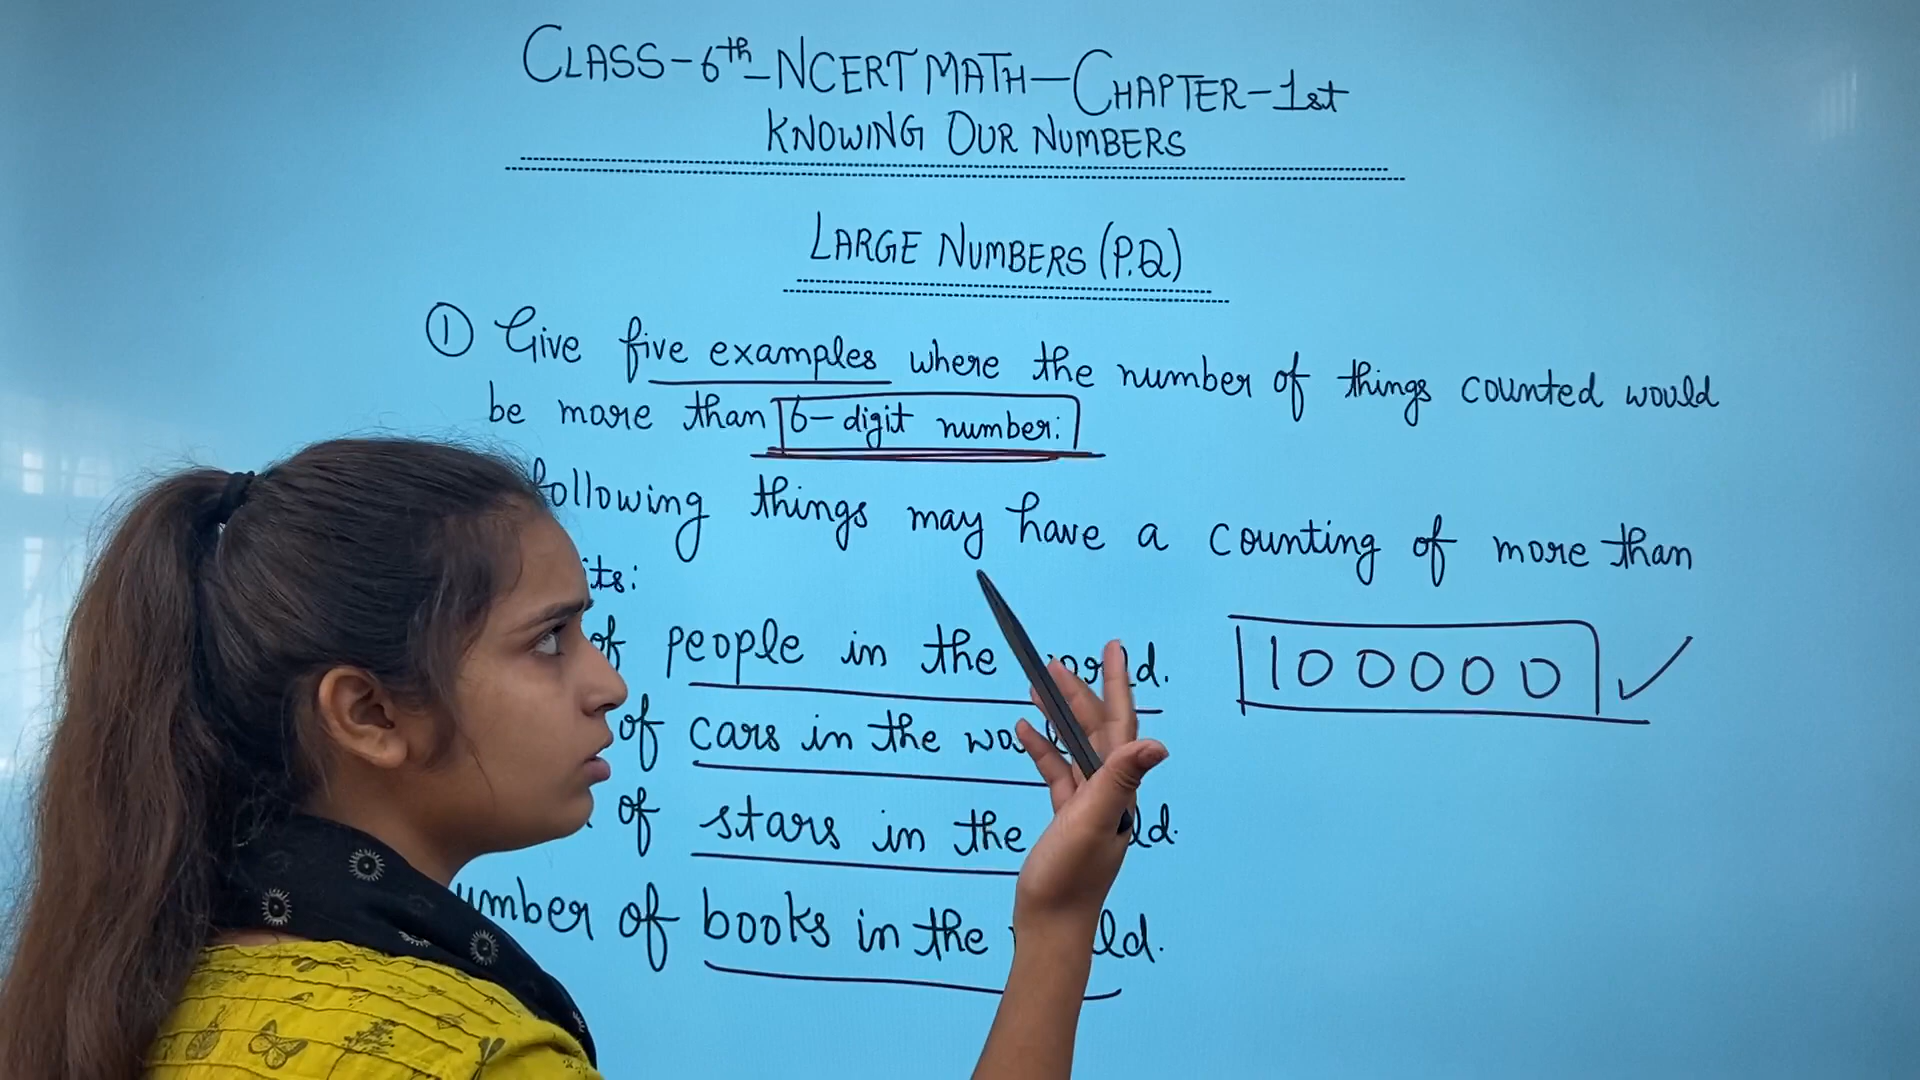 CLASS-6th-NCERT MATH-CHAPTER-1st
KNOWING OUR NUMBERS
LARGE NUMBERS (P.Q)
① Give five examples where the number of things counted would
be more than 6-digit number:
following things may have a counting of more than
of people in the world. 100000 ✓
of cars in the
of stars in the
of books in the